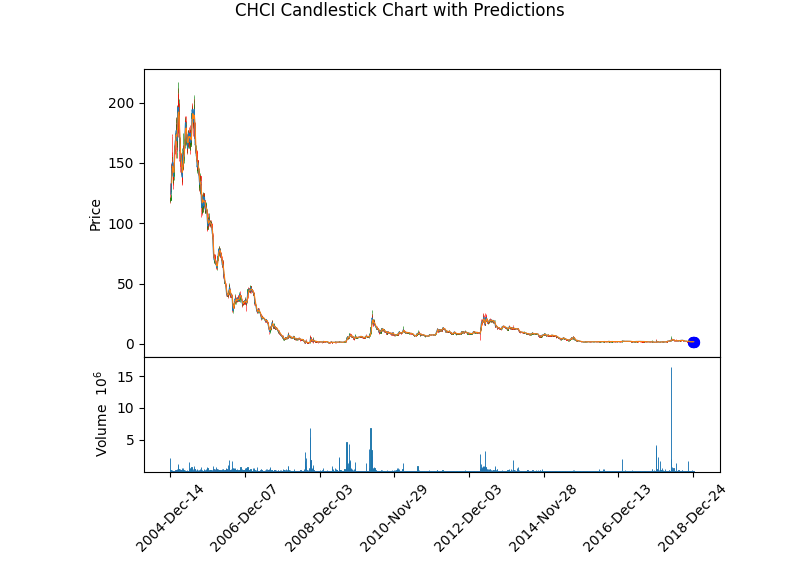 CHCI Candlestick Chart with Predictions
Price
200
150
100
50
0
Volume 10^6
15
10
5
2004-Dec-14
2006-Dec-07
2008-Dec-03
2010-Nov-29
2012-Dec-03
2014-Nov-28
2016-Dec-13
2018-Dec-24